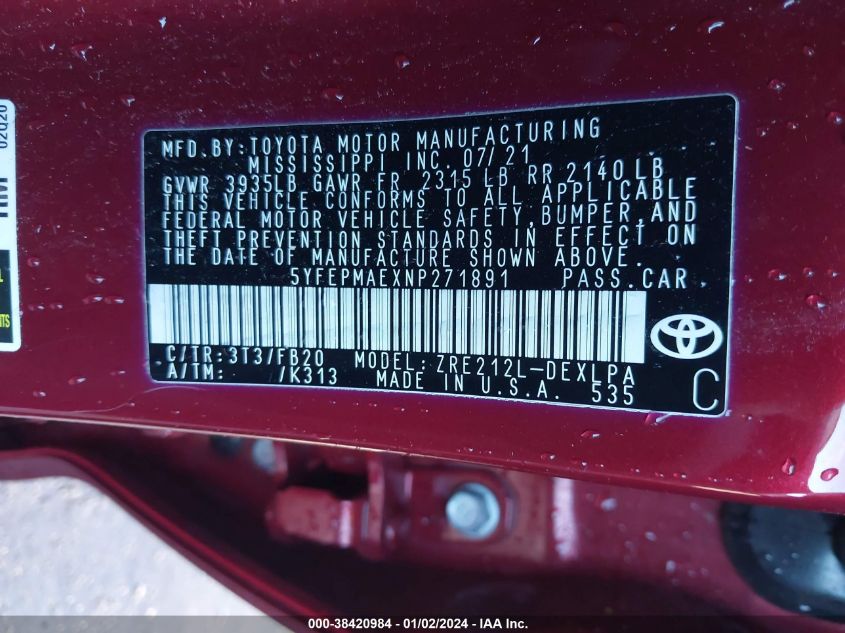 MFD. BY: TOYOTA MOTOR MANUFACTURING
MISSISSIPPI INC. 07/21
GVWR 3935LB GAWR FR 2315 LB RR 2140LB
THIS VEHICLE CONFORMS TO ALL APPLICABLE
FEDERAL MOTOR VEHICLE SAFETY, BUMPER, AND
THEFT PREVENTION STANDARDS IN EFFECT ON
THE DATE OF MANUFACTURE SHOWN ABOVE.
5YFEPMAEXNP271891 PASS. CAR
C/TR: 3T3/FB20 MODEL: ZRE212L-DEXLPA
A/TM: /K313 MADE IN U.S.A. 535
C
02Q20
000-38420984 - 01/02/2024 - IAA Inc.